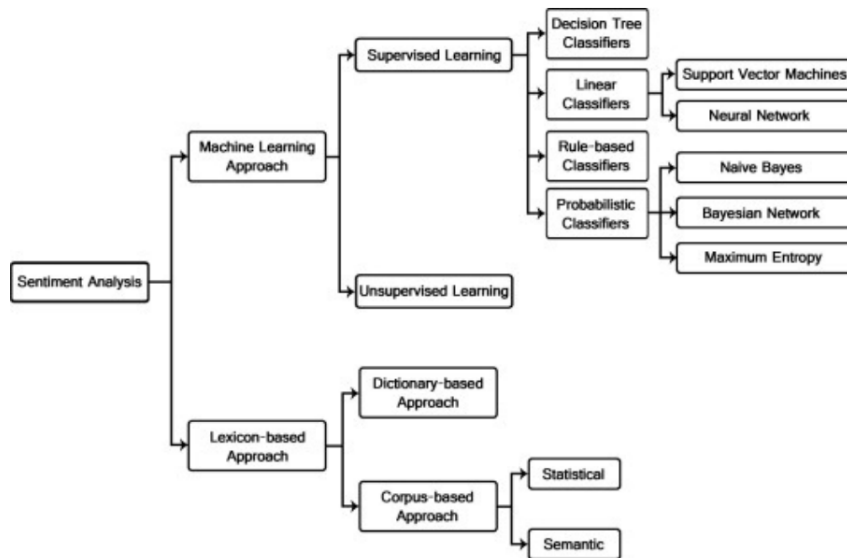 Decision Tree
Classifiers
Supervised Learning
Linear
Classifiers
Support Vector Machines
Neural Network
Machine Learning
Approach
Rule-based
Classifiers
Naive Bayes
Probabilistic
Classifiers
Bayesian Network
Maximum Entropy
Sentiment Analysis
Unsupervised Learning
Dictionary-based
Approach
Lexicon-based
Approach
Statistical
Corpus-based
Approach
Semantic